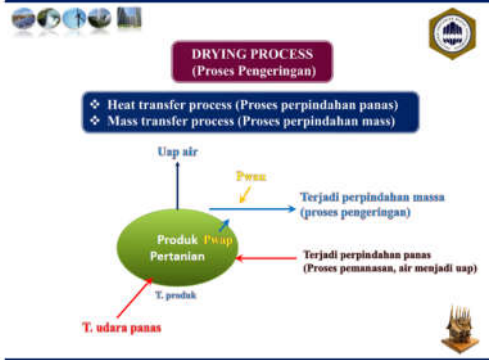 DRYING PROCESS
(Proses Pengeringan)
❖ Heat transfer process (Proses perpindahan panas)
❖ Mass transfer process (Proses perpindahan mass)
Uap air
Terjadi perpindahan massa
(proses pengeringan)
Produk Pwap
Pertanian
Terjadi perpindahan panas
(Proses pemanasan, air menjadi uap)
T. produk
T. udara panas